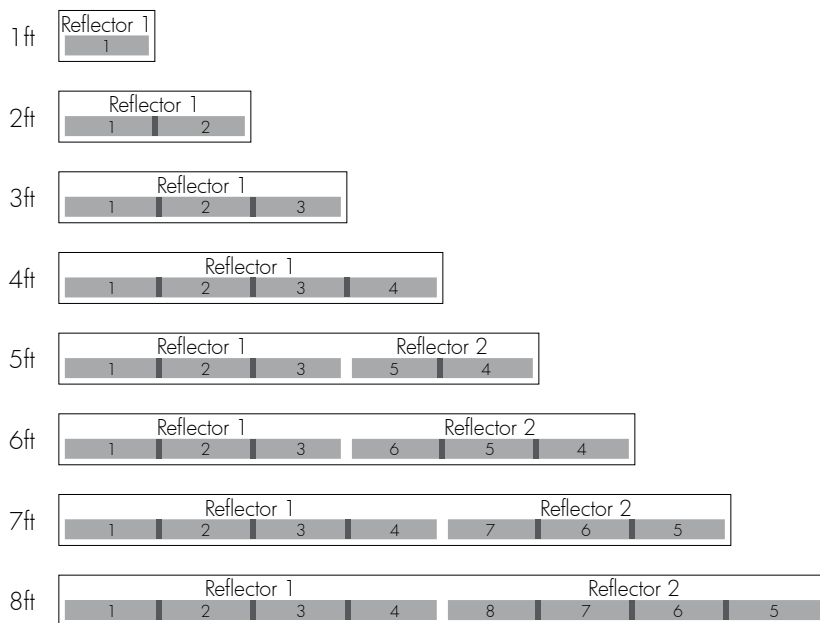 1ft
Reflector 1
1
2ft
Reflector 1
1 2
3ft
Reflector 1
1 2 3
4ft
Reflector 1
1 2 3 4
5ft
Reflector 1 Reflector 2
1 2 3 5 4
6ft
Reflector 1 Reflector 2
1 2 3 6 5 4
7ft
Reflector 1 Reflector 2
1 2 3 4 7 6 5
8ft
Reflector 1 Reflector 2
1 2 3 4 8 7 6 5